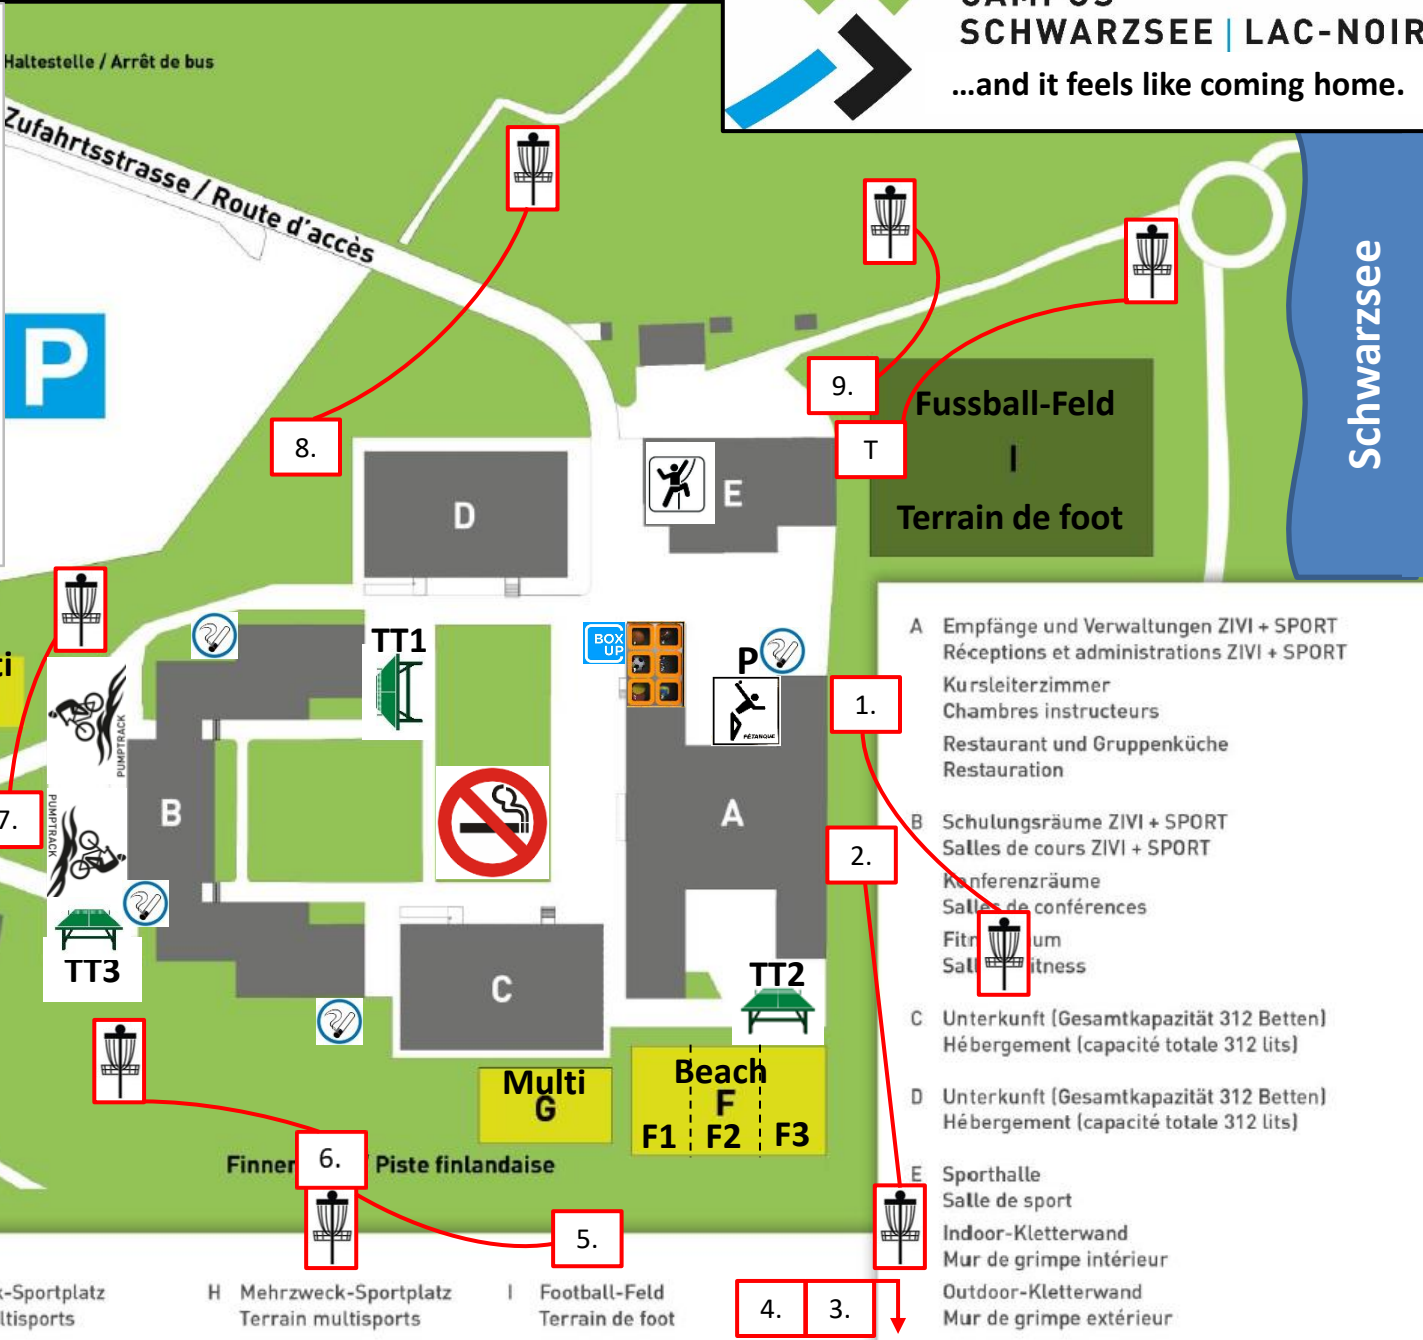 SCHWARZSEE | LAC-NOIR
...and it feels like coming home.
Haltestelle / Arrêt de bus
Zufahrtsstrasse / Route d'accès
P
Schwarzsee
8.
9.
T
Fussball-Feld
I
Terrain de foot
D
E
TT1
BOX UP
P
PÉTANQUE
1.
PUMPTRACK
PUMPTRACK
7.
B
A
2.
TT3
C
TT2
Multi
G
Beach
F
F1
F2
F3
6.
Piste finlandaise
5.
4.
3.
A Empfänge und Verwaltungen ZIVI + SPORT
Réceptions et administrations ZIVI + SPORT
Kursleiterzimmer
Chambres instructeurs
Restaurant und Gruppenküche
Restauration
B Schulungsräume ZIVI + SPORT
Salles de cours ZIVI + SPORT
Konferenzräume
Salles de conférences
C Unterkunft (Gesamtkapazität 312 Betten)
Hébergement (capacité totale 312 lits)
D Unterkunft (Gesamtkapazität 312 Betten)
Hébergement (capacité totale 312 lits)
E Sporthalle
Salle de sport
Indoor-Kletterwand
Mur de grimpe intérieur
Outdoor-Kletterwand
Mur de grimpe extérieur
-Sportplatz
H Mehrzweck-Sportplatz
Terrain multisports
I Football-Feld
Terrain de foot